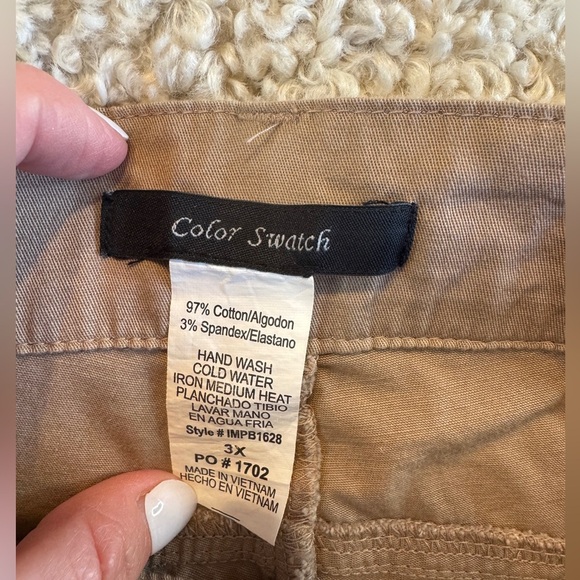 Color Swatch
97% Cotton/Algodon
3% Spandex/Elastano
HAND WASH
COLD WATER
IRON MEDIUM HEAT
PLANCHADO TIBIO
LAVAR MANO
EN AGUA FRIA
Style # IMPB1628
3X
PO # 1702
MADE IN VIETNAM
HECHO EN VIETNAM